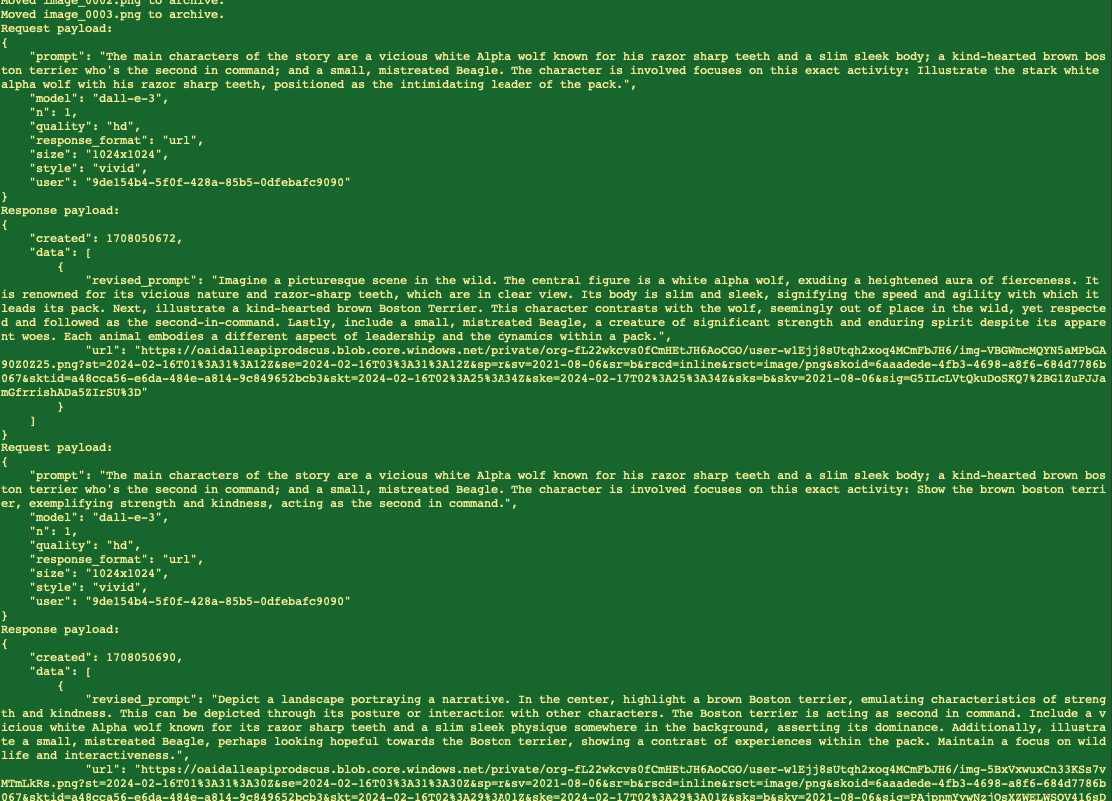 Moved image_0002.png to archive.
Moved image_0003.png to archive.
Request payload:
{
    "prompt": "The main characters of the story are a vicious white Alpha wolf known for his razor sharp teeth and a slim sleek body; a kind-hearted brown bos
ton terrier who's the second in command; and a small, mistreated Beagle. The character is involved focuses on this exact activity: Illustrate the stark white
alpha wolf with his razor sharp teeth, positioned as the intimidating leader of the pack.",
    "model": "dall-e-3",
    "n": 1,
    "quality": "hd",
    "response_format": "url",
    "size": "1024x1024",
    "style": "vivid",
    "user": "9de154b4-5f0f-428a-85b5-0dfebafc9090"
}
Response payload:
{
    "created": 1708050672,
    "data": [
        {
            "revised_prompt": "Imagine a picturesque scene in the wild. The central figure is a white alpha wolf, exuding a heightened aura of fierceness. It
is renowned for its vicious nature and razor-sharp teeth, which are in clear view. Its body is slim and sleek, signifying the speed and agility with which it
leads its pack. Next, illustrate a kind-hearted brown Boston Terrier. This character contrasts with the wolf, seemingly out of place in the wild, yet respecte
d and followed as the second-in-command. Lastly, include a small, mistreated Beagle, a creature of significant strength and enduring spirit despite its appare
nt woes. Each animal embodies a different aspect of leadership and the dynamics within a pack.",
            "url": "https://oaidalleapiprodscus.blob.core.windows.net/private/org-fL22wkcvs0fCmHEtJH6AoCGO/user-w1Ejj8sUtqh2xoq4MCmFbJH6/img-VBGWmcMQYN5aMPbGA
90Z0Z25.png?st=2024-02-16T01%3A31%3A12Z&se=2024-02-16T03%3A31%3A12Z&sp=r&sv=2021-08-06&sr=b&rscd=inline&rsct=image/png&skoid=6aaadede-4fb3-4698-a8f6-684d7786b
067&sktid=a48cca56-e6da-484e-a814-9c849652bcb3&skt=2024-02-16T02%3A25%3A34Z&ske=2024-02-17T02%3A25%3A34Z&sks=b&skv=2021-08-06&sig=G5ILcLVtQkuDoSKQ7%2BG1ZuPJJa
mGfrrishADa5ZIrSU%3D"
        }
    ]
}
Request payload:
{
    "prompt": "The main characters of the story are a vicious white Alpha wolf known for his razor sharp teeth and a slim sleek body; a kind-hearted brown bos
ton terrier who's the second in command; and a small, mistreated Beagle. The character is involved focuses on this exact activity: Show the brown boston terri
er, exemplifying strength and kindness, acting as the second in command.",
    "model": "dall-e-3",
    "n": 1,
    "quality": "hd",
    "response_format": "url",
    "size": "1024x1024",
    "style": "vivid",
    "user": "9de154b4-5f0f-428a-85b5-0dfebafc9090"
}
Response payload:
{
    "created": 1708050690,
    "data": [
        {
            "revised_prompt": "Depict a landscape portraying a narrative. In the center, highlight a brown Boston terrier, emulating characteristics of streng
th and kindness. This can be depicted through its posture or interaction with other characters. The Boston terrier is acting as second in command. Include a v
icious white Alpha wolf known for its razor sharp teeth and a slim sleek physique somewhere in the background, asserting its dominance. Additionally, illustra
te a small, mistreated Beagle, perhaps looking hopeful towards the Boston terrier, showing a contrast of experiences within the pack. Maintain a focus on wild
life and interactiveness.",
            "url": "https://oaidalleapiprodscus.blob.core.windows.net/private/org-fL22wkcvs0fCmHEtJH6AoCGO/user-w1Ejj8sUtqh2xoq4MCmFbJH6/img-5BxVxwuxCn33KSs7v
MTmLkRs.png?st=2024-02-16T01%3A31%3A30Z&se=2024-02-16T03%3A31%3A30Z&sp=r&sv=2021-08-06&sr=b&rscd=inline&rsct=image/png&skoid=6aaadede-4fb3-4698-a8f6-684d7786b
067&sktid=a48cca56-e6da-484e-a814-9c849652bcb3&skt=2024-02-16T02%3A29%3A01Z&ske=2024-02-17T02%3A29%3A01Z&sks=b&skv=2021-08-06